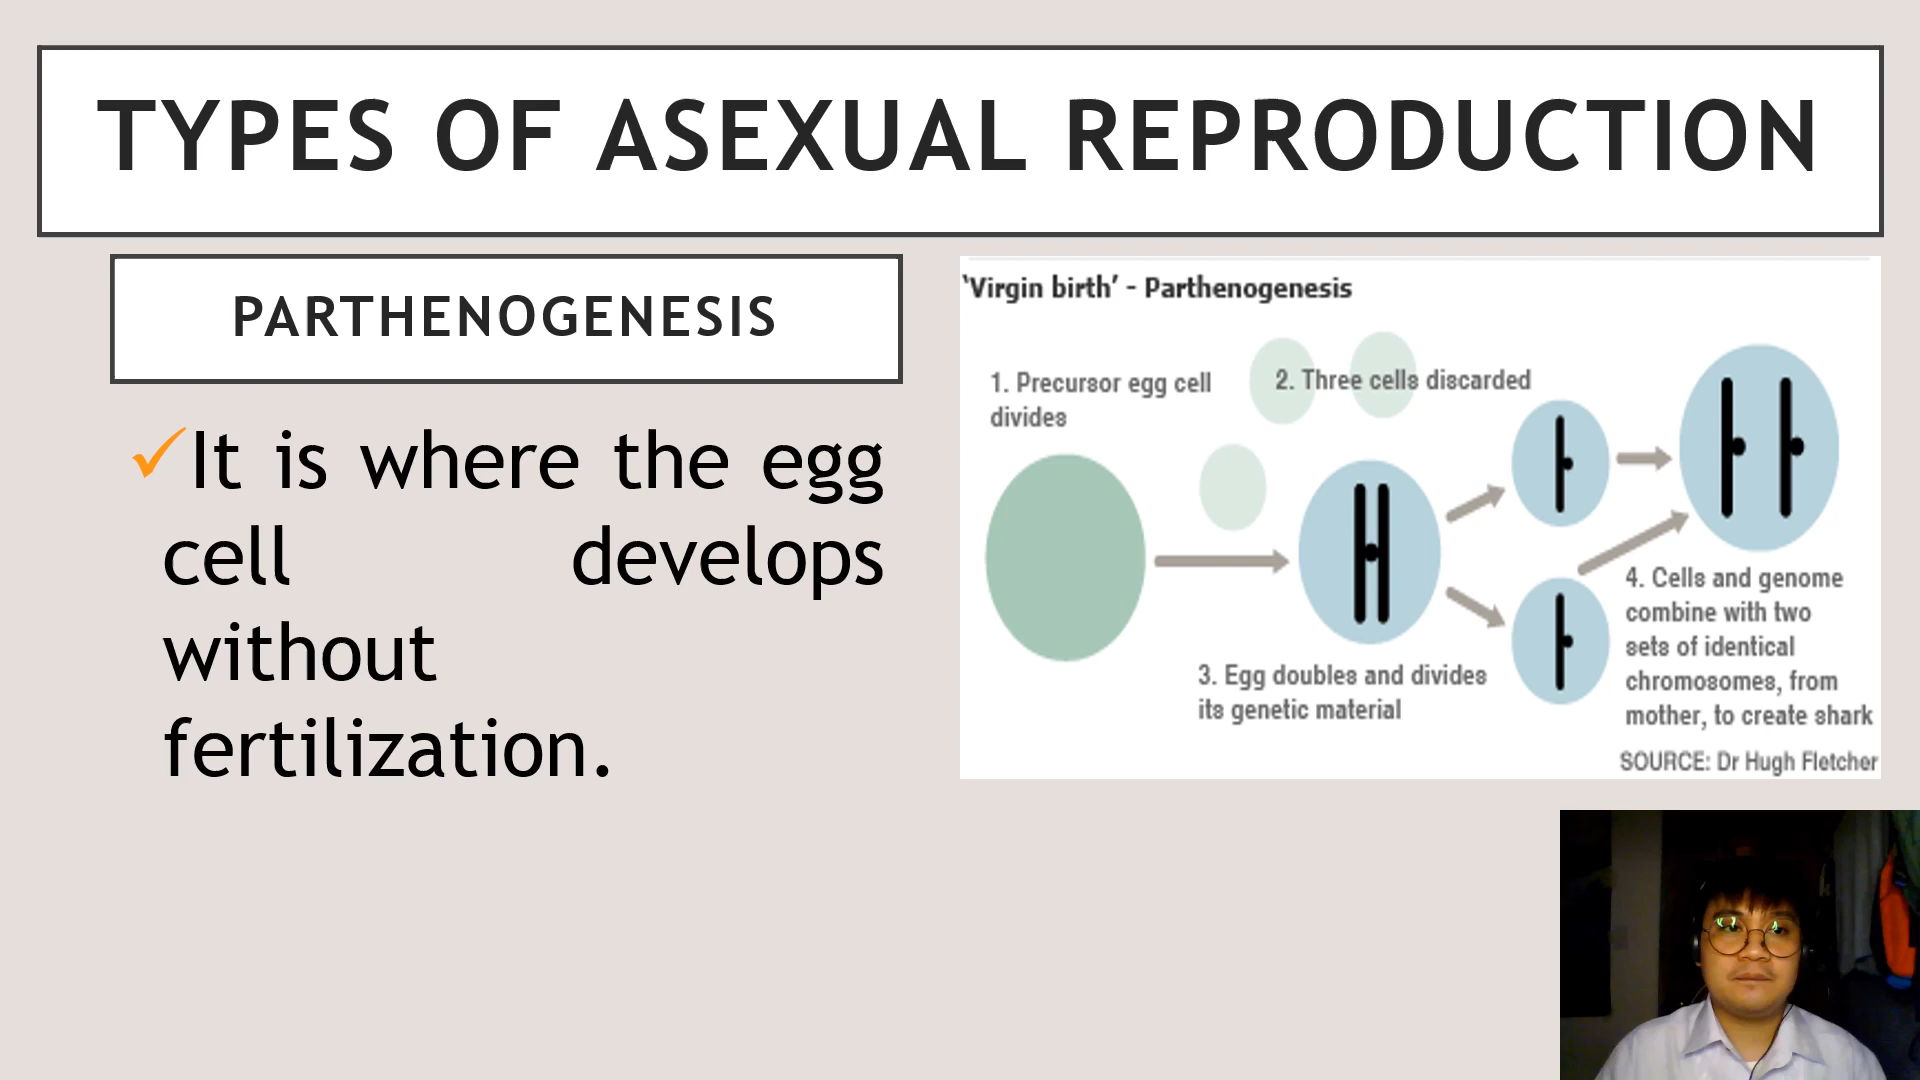 TYPES OF ASEXUAL REPRODUCTION
PARTHENOGENESIS
It is where the egg
cell develops
without
fertilization.
'Virgin birth' - Parthenogenesis
1. Precursor egg cell
divides
2. Three cells discarded
3. Egg doubles and divides
its genetic material
4. Cells and genome
combine with two
sets of identical
chromosomes, from
mother, to create shark
SOURCE: Dr Hugh Fletcher